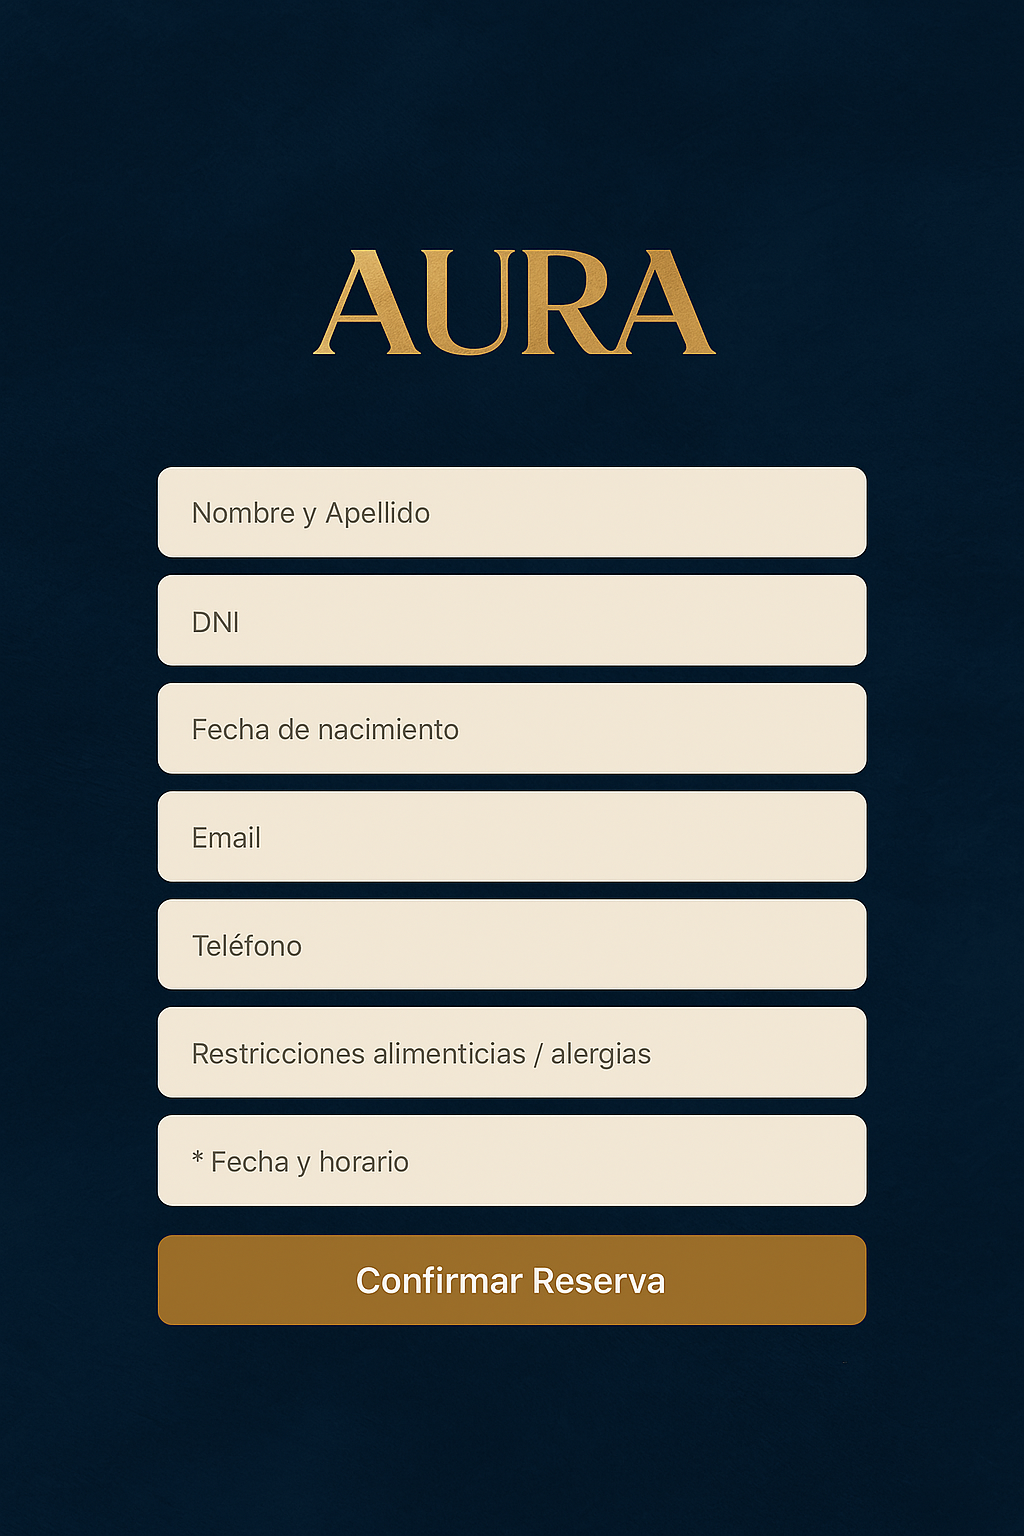 AURA
Nombre y Apellido
DNI
Fecha de nacimiento
Email
Teléfono
Restricciones alimenticias / alergias
* Fecha y horario
Confirmar Reserva